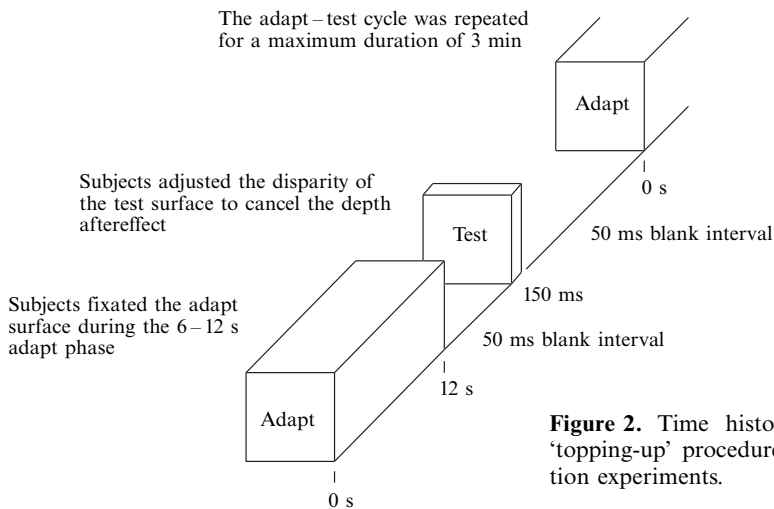 The adapt – test cycle was repeated
for a maximum duration of 3 min
Adapt
0 s
50 ms blank interval
Subjects adjusted the disparity of
the test surface to cancel the depth
aftereffect
Test
150 ms
50 ms blank interval
Subjects fixated the adapt
surface during the 6 – 12 s
adapt phase
12 s
Adapt
0 s
Figure 2. Time histo
‘topping-up’ procedure
tion experiments.